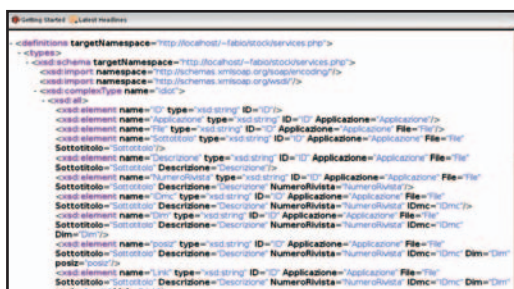 Getting Started Latest Headlines
- <definitions targetNamespace="http://localhost/~fabio/stock/services.php">
- <types>
- <xsd:schema targetNamespace="http://localhost/~fabio/stock/services.php">
<xsd:import namespace="http://schemas.xmlsoap.org/soap/encoding/"/>
<xsd:import namespace="http://schemas.xmlsoap.org/wsdl/"/>
- <xsd:complexType name="idiot">
- <xsd:all>
<xsd:element name="ID" type="xsd:string" ID="ID"/>
<xsd:element name="Applicazione" type="xsd:string" ID="ID" Applicazione="Applicazione"/>
<xsd:element name="File" type="xsd:string" ID="ID" Applicazione="Applicazione" File="File"/>
<xsd:element name="Sottotitolo" type="xsd:string" ID="ID" Applicazione="Applicazione" File="File"
Sottotitolo="Sottotitolo"/>
<xsd:element name="Descrizione" type="xsd:string" ID="ID" Applicazione="Applicazione" File="File"
Sottotitolo="Sottotitolo" Descrizione="Descrizione"/>
<xsd:element name="NumeroRivista" type="xsd:string" ID="ID" Applicazione="Applicazione" File="File"
Sottotitolo="Sottotitolo" Descrizione="Descrizione" NumeroRivista="NumeroRivista"/>
<xsd:element name="IDmc" type="xsd:string" ID="ID" Applicazione="Applicazione" File="File"
Sottotitolo="Sottotitolo" Descrizione="Descrizione" NumeroRivista="NumeroRivista" IDmc="IDmc"/>
<xsd:element name="Dim" type="xsd:string" ID="ID" Applicazione="Applicazione" File="File"
Sottotitolo="Sottotitolo" Descrizione="Descrizione" NumeroRivista="NumeroRivista" IDmc="IDmc"
Dim="Dim"/>
<xsd:element name="posiz" type="xsd:string" ID="ID" Applicazione="Applicazione" File="File"
Sottotitolo="Sottotitolo" Descrizione="Descrizione" NumeroRivista="NumeroRivista" IDmc="IDmc" Dim="Dim"
posiz="posiz"/>
<xsd:element name="Link" type="xsd:string" ID="ID" Applicazione="Applicazione" File="File"
Sottotitolo="Sottotitolo" Descrizione="Descrizione" NumeroRivista="NumeroRivista" IDmc="IDmc" Dim="Dim"